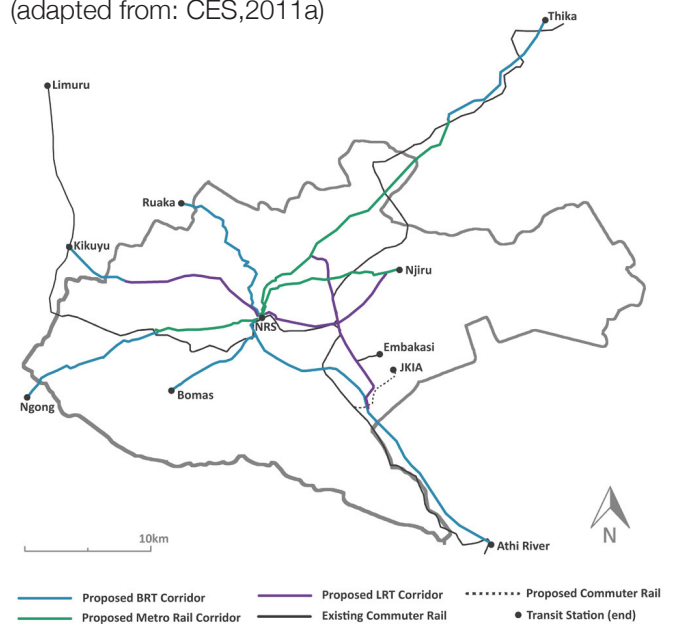 (adapted from: CES,2011a)
Thika
Limuru
Ruaka
Kikuyu
Njiru
NRS
Embakasi
JKIA
Bomas
Ngong
10km
N
Athi River
Proposed BRT Corridor
Proposed LRT Corridor
Proposed Commuter Rail
Proposed Metro Rail Corridor
Existing Commuter Rail
Transit Station (end)